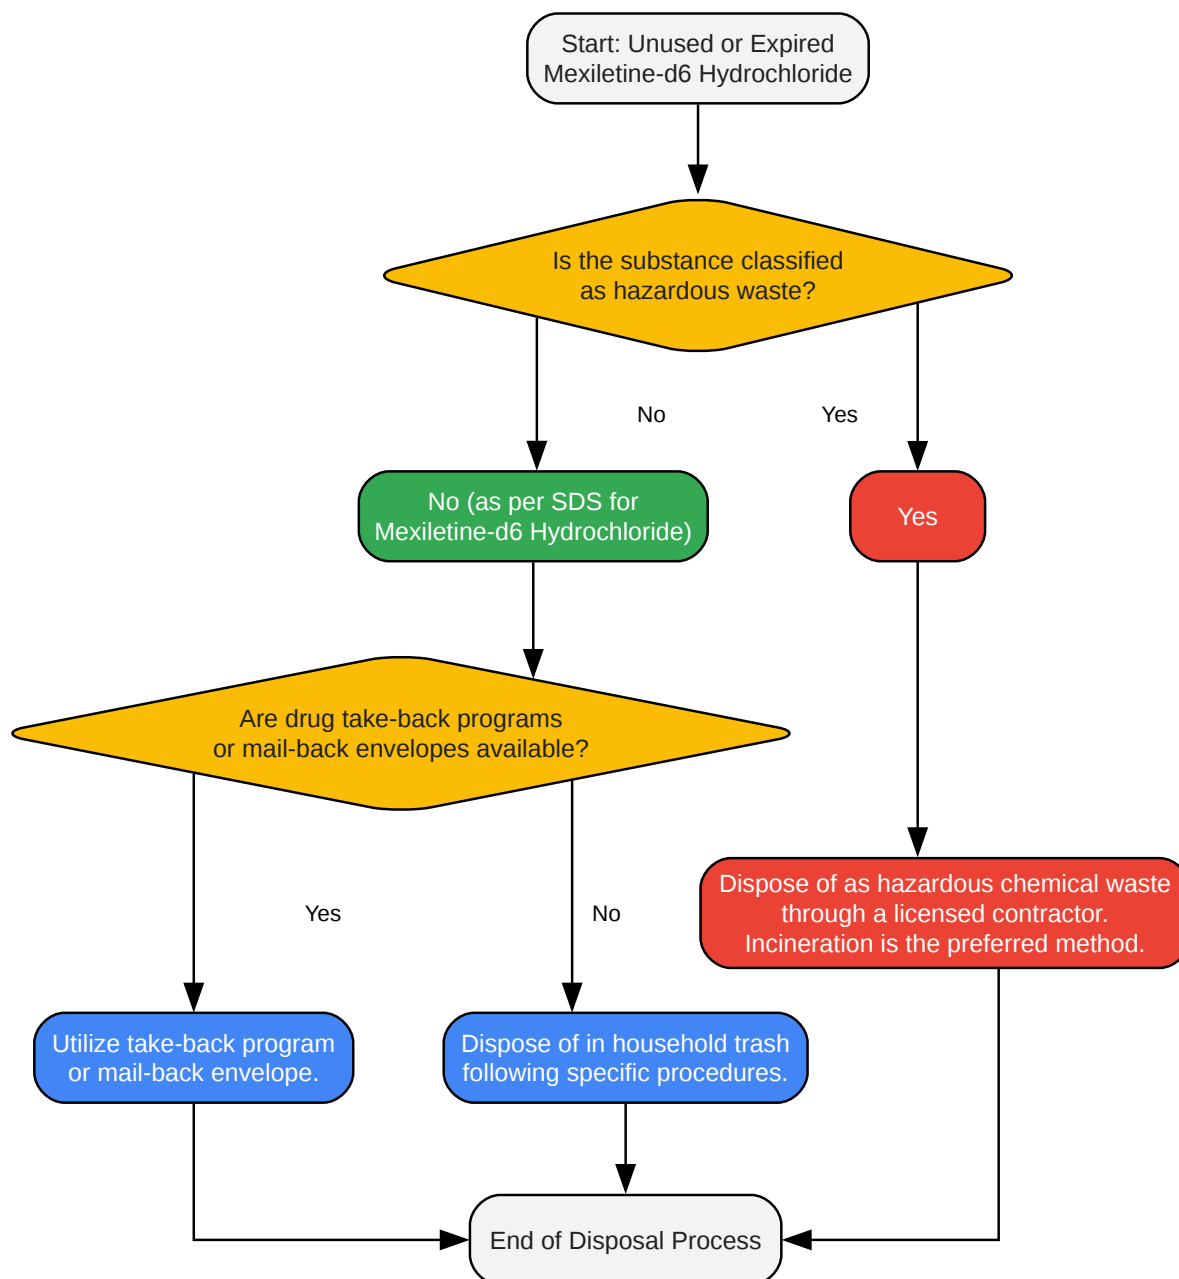 Start: Unused or Expired
Mexiletine-d6 Hydrochloride
Is the substance classified
as hazardous waste?
No
Yes
No (as per SDS for
Mexiletine-d6 Hydrochloride)
Yes
Are drug take-back programs
or mail-back envelopes available?
Dispose of as hazardous chemical waste
through a licensed contractor.
Incineration is the preferred method.
Yes
No
Utilize take-back program
or mail-back envelope.
Dispose of in household trash
following specific procedures.
End of Disposal Process